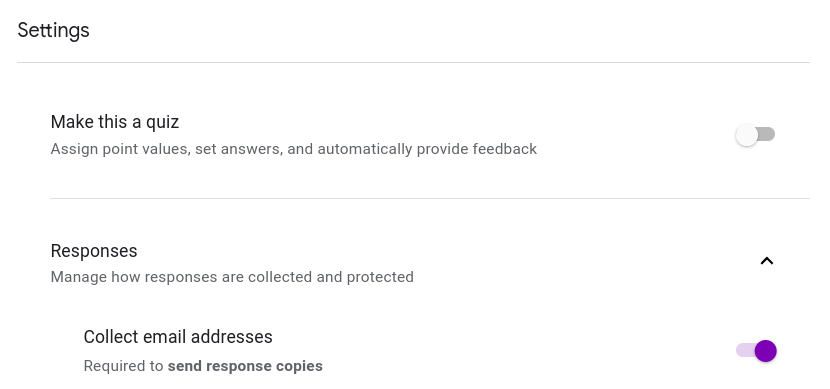 Settings
Make this a quiz
Assign point values, set answers, and automatically provide feedback
Responses
Manage how responses are collected and protected
Collect email addresses
Required to send response copies